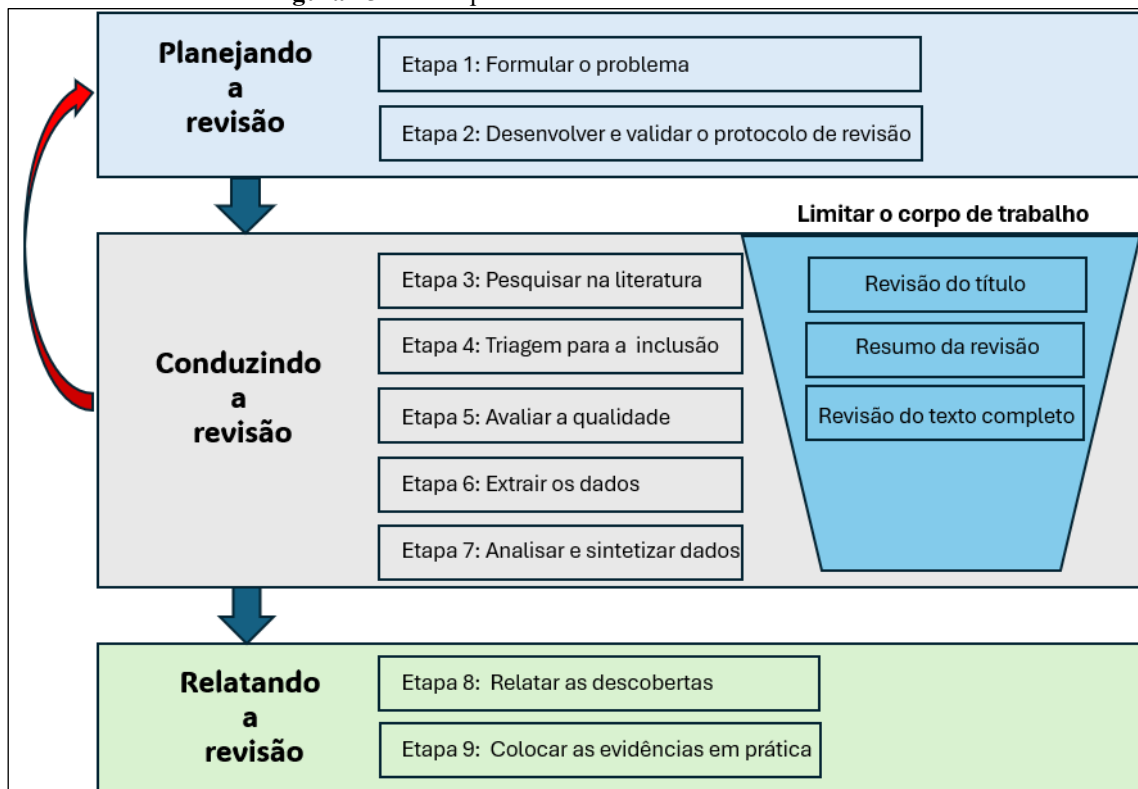 Planejando
a
revisão
Etapa 1: Formular o problema
Etapa 2: Desenvolver e validar o protocolo de revisão
Limitar o corpo de trabalho
Conduzindo
a
revisão
Etapa 3: Pesquisar na literatura
Etapa 4: Triagem para a inclusão
Etapa 5: Avaliar a qualidade
Etapa 6: Extrair os dados
Etapa 7: Analisar e sintetizar dados
Revisão do título
Resumo da revisão
Revisão do texto completo
Relatando
a
revisão
Etapa 8: Relatar as descobertas
Etapa 9: Colocar as evidências em prática